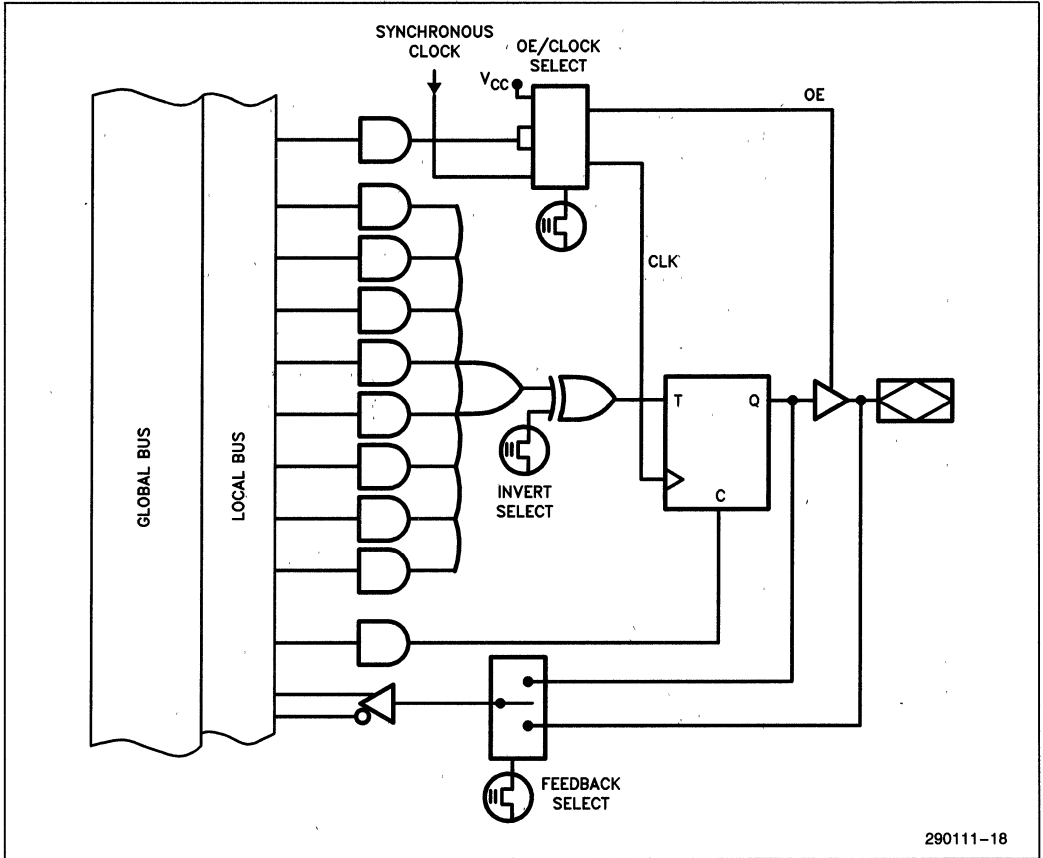 SYNCHRONOUS
CLOCK
OE/CLOCK
SELECT
VCC
OE
CLK
GLOBAL BUS
LOCAL BUS
T
Q
C
INVERT
SELECT
FEEDBACK
SELECT
290111–18